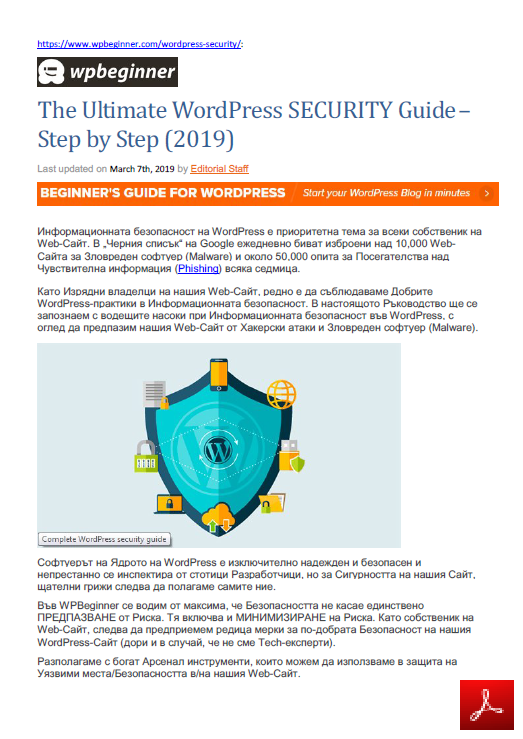 https://www.wpbeginner.com/wordpress-security/:
wpbeginner
The Ultimate WordPress SECURITY Guide –
Step by Step (2019)
Last updated on March 7th, 2019 by Editorial Staff
BEGINNER'S GUIDE FOR WORDPRESS / Start your WordPress Blog in minutes
Информационната безопасност на WordPress е приоритетна тема за всеки собственик на
Web-Сайт. В „Черния списък“ на Google ежедневно биват изброени над 10,000 Web-
Сайта за Зловреден софтуер (Malware) и около 50,000 опита за Посегателства над
Чувствителна информация (Phishing) всяка седмица.
Като Изрядни владелци на нашия Web-Сайт, редно е да съблюдаваме Добрите
WordPress-практики в Информационната безопасност. В настоящото Ръководство ще се
запознаем с водещите насоки при Информационната безопасност във WordPress, с
оглед да предпазим нашия Web-Сайт от Хакерски атаки и Зловреден софтуер (Malware).
Complete WordPress security guide
Софтуерът на Ядрото на WordPress е изключително надежден и безопасен и
непрестанно се инспектира от стотици Разработчици, но за Сигурността на нашия Сайт,
щателни грижи следва да полагаме самите ние.
Във WPBeginner се водим от максима, че Безопасността не касае единствено
ПРЕДПАЗВАНЕ от Риска. Тя включва и МИНИМИЗИРАНЕ на Риска. Като собственик на
Web-Сайт, следва да предприемем редица мерки за по-добрата Безопасност на нашия
WordPress-Сайт (дори и в случай, че не сме Tech-експерти).
Разполагаме с богат Арсенал инструменти, които можем да използваме в защита на
Уязвими места/Безопасността в/на нашия Web-Сайт.